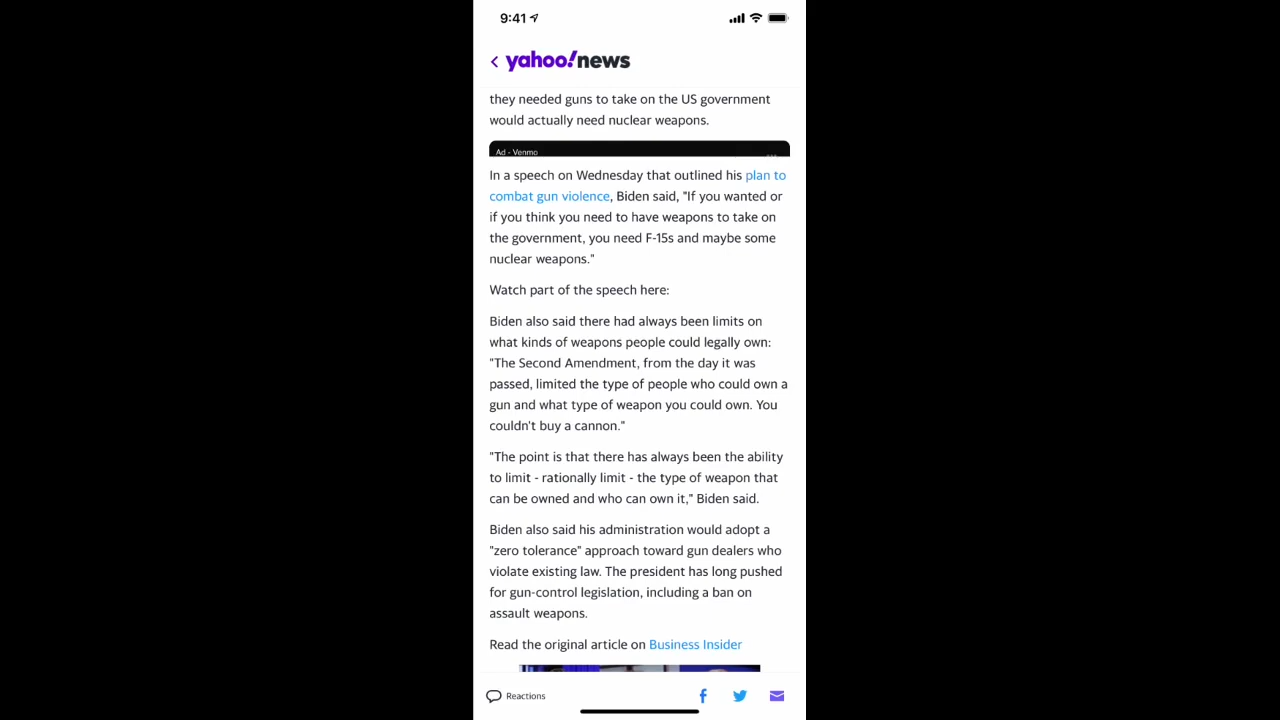 9:41
yahoo!news
they needed guns to take on the US government
would actually need nuclear weapons.
Ad - Venmo
In a speech on Wednesday that outlined his plan to
combat gun violence, Biden said, "If you wanted or
if you think you need to have weapons to take on
the government, you need F-15s and maybe some
nuclear weapons."
Watch part of the speech here:
Biden also said there had always been limits on
what kinds of weapons people could legally own:
"The Second Amendment, from the day it was
passed, limited the type of people who could own a
gun and what type of weapon you could own. You
couldn't buy a cannon."
"The point is that there has always been the ability
to limit - rationally limit - the type of weapon that
can be owned and who can own it," Biden said.
Biden also said his administration would adopt a
"zero tolerance" approach toward gun dealers who
violate existing law. The president has long pushed
for gun-control legislation, including a ban on
assault weapons.
Read the original article on Business Insider
Reactions